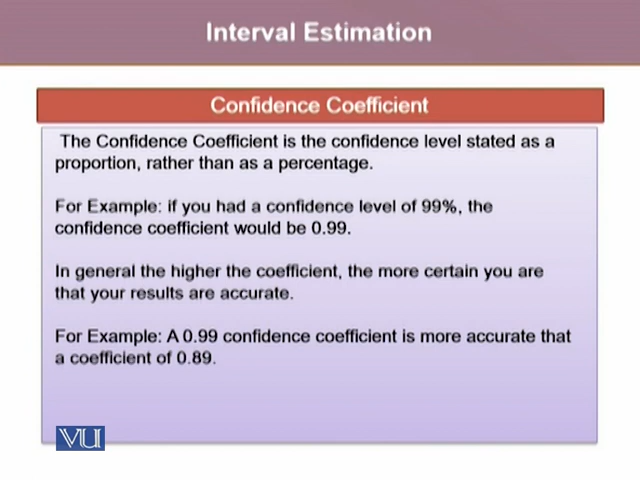 Interval Estimation
Confidence Coefficient
The Confidence Coefficient is the confidence level stated as a
proportion, rather than as a percentage.
For Example: if you had a confidence level of 99%, the
confidence coefficient would be 0.99.
In general the higher the coefficient, the more certain you are
that your results are accurate.
For Example: A 0.99 confidence coefficient is more accurate that
a coefficient of 0.89.
VU